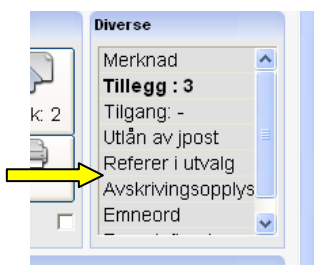 Diverse
Merknad
Tillegg : 3
k: 2
Tilgang: -
Utlån av jpost
Referer i utvalg
Avskrivingsopplys
Emneord